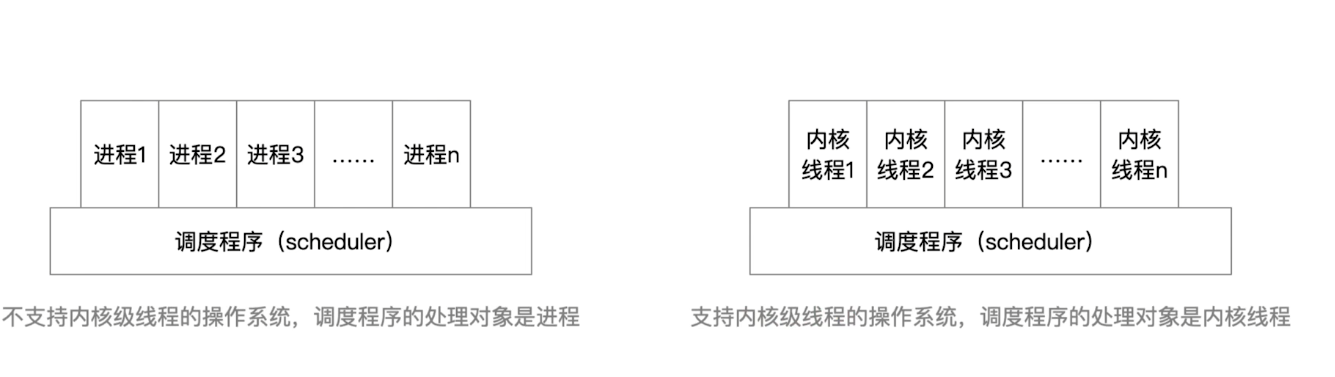 进程1 进程2 进程3 …… 进程n
调度程序（scheduler）
不支持内核级线程的操作系统，调度程序的处理对象是进程
内核
线程1
内核
线程2
内核
线程3
……
内核
线程n
调度程序（scheduler）
支持内核级线程的操作系统，调度程序的处理对象是内核线程